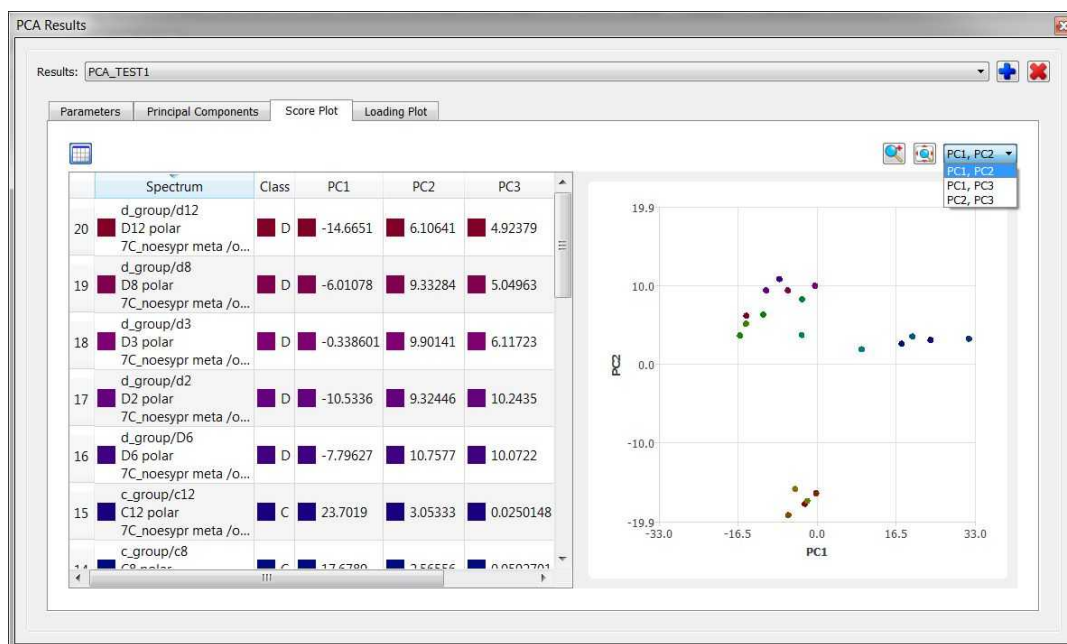 PCA Results
Results: PCA_TEST1
Parameters Principal Components Score Plot Loading Plot
PC1, PC2
PC1, PC2
PC1, PC3
PC2, PC3
Spectrum Class PC1 PC2 PC3
20 d_group/d12 D12 polar 7C_noesypr meta /o... D -14.6651 6.10641 4.92379
19 d_group/d8 D8 polar 7C_noesypr meta /o... D -6.01078 9.33284 5.04963
18 d_group/d3 D3 polar 7C_noesypr meta /o... D -0.338601 9.90141 6.11723
17 d_group/d2 D2 polar 7C_noesypr meta /o... D -10.5336 9.32446 10.2435
16 d_group/D6 D6 polar 7C_noesypr meta /o... D -7.79627 10.7577 10.0722
15 c_group/c12 C12 polar 7C_noesypr meta /o... C 23.7019 3.05333 0.0250148
c_group/c8
19.9
10.0
0.0
-10.0
-19.9
PC2
-33.0 -16.5 0.0 16.5 33.0
PC1